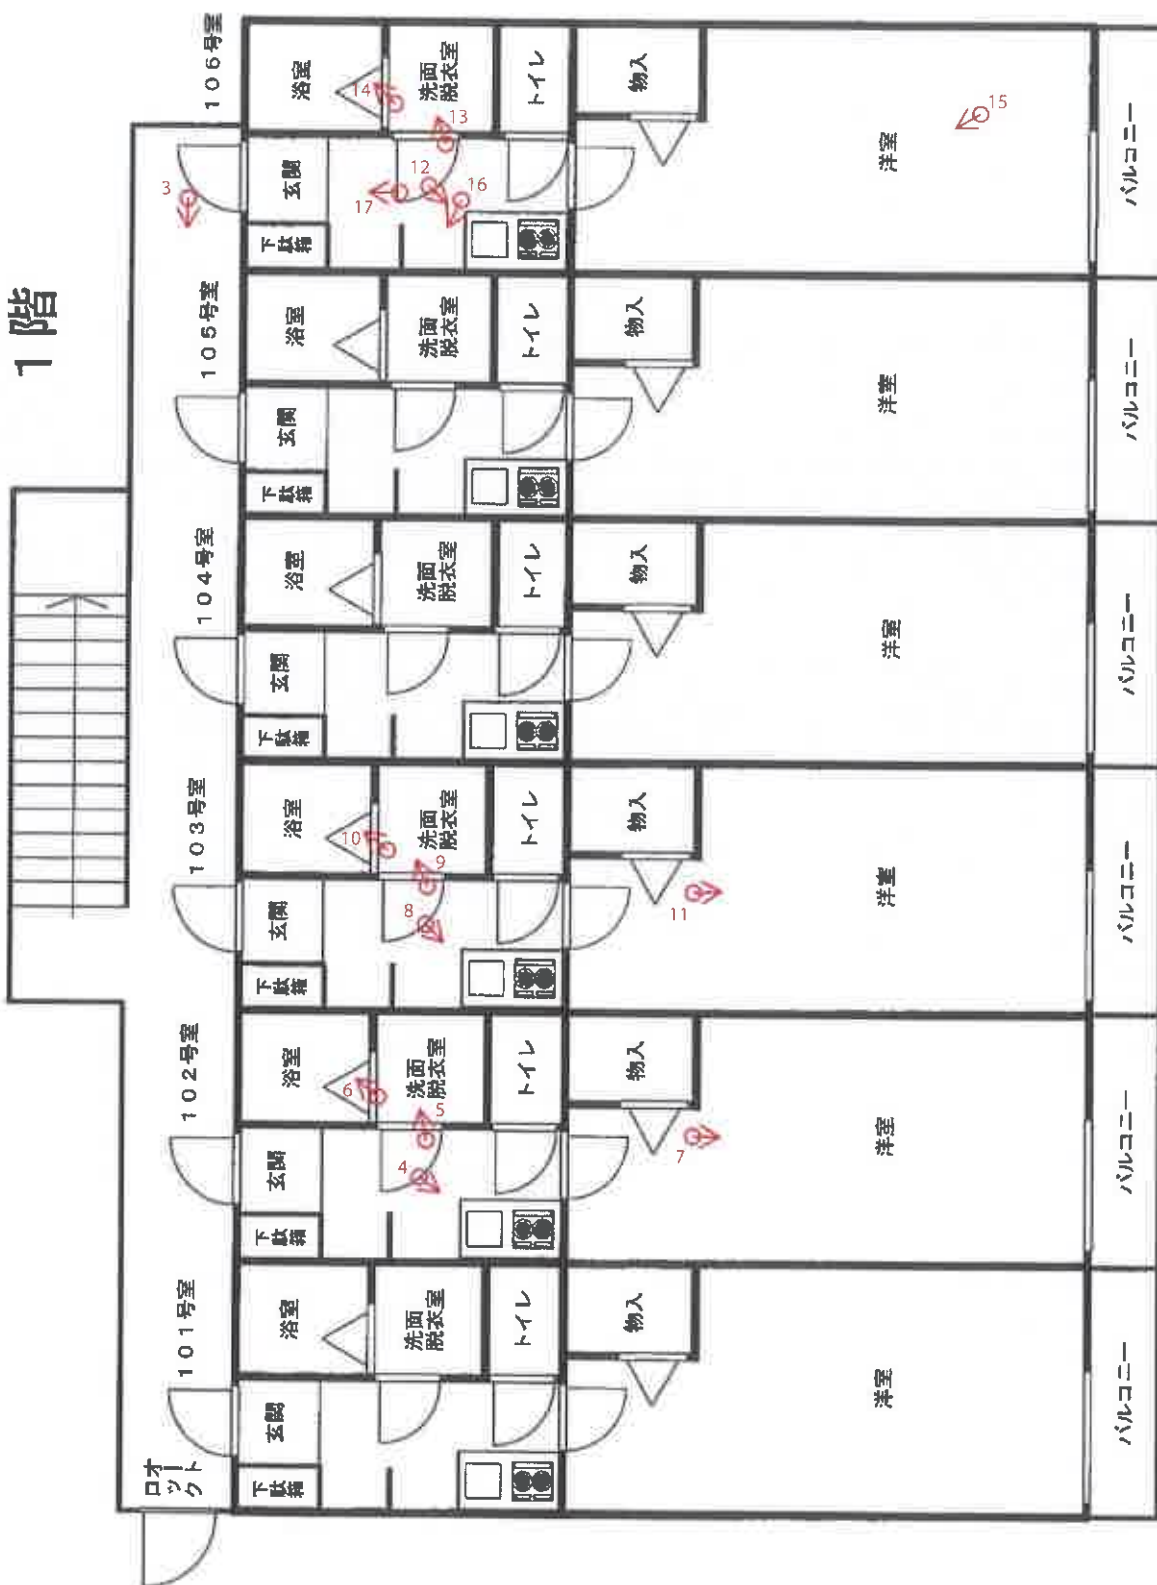 1階
オート
ロック
101号室
下駄箱
玄関
浴室
洗面
脱衣室
トイレ
物入
洋室
バルコニー
102号室
下駄箱
玄関
浴室
6
洗面
脱衣室
5
4
トイレ
物入
7
洋室
バルコニー
103号室
下駄箱
玄関
浴室
10
洗面
脱衣室
9
8
トイレ
物入
11
洋室
バルコニー
104号室
下駄箱
玄関
浴室
洗面
脱衣室
トイレ
物入
洋室
バルコニー
105号室
下駄箱
玄関
浴室
洗面
脱衣室
トイレ
物入
洋室
バルコニー
106号室
3
下駄箱
玄関
浴室
14
洗面
脱衣室
13
12
17
16
トイレ
物入
洋室
15
バルコニー